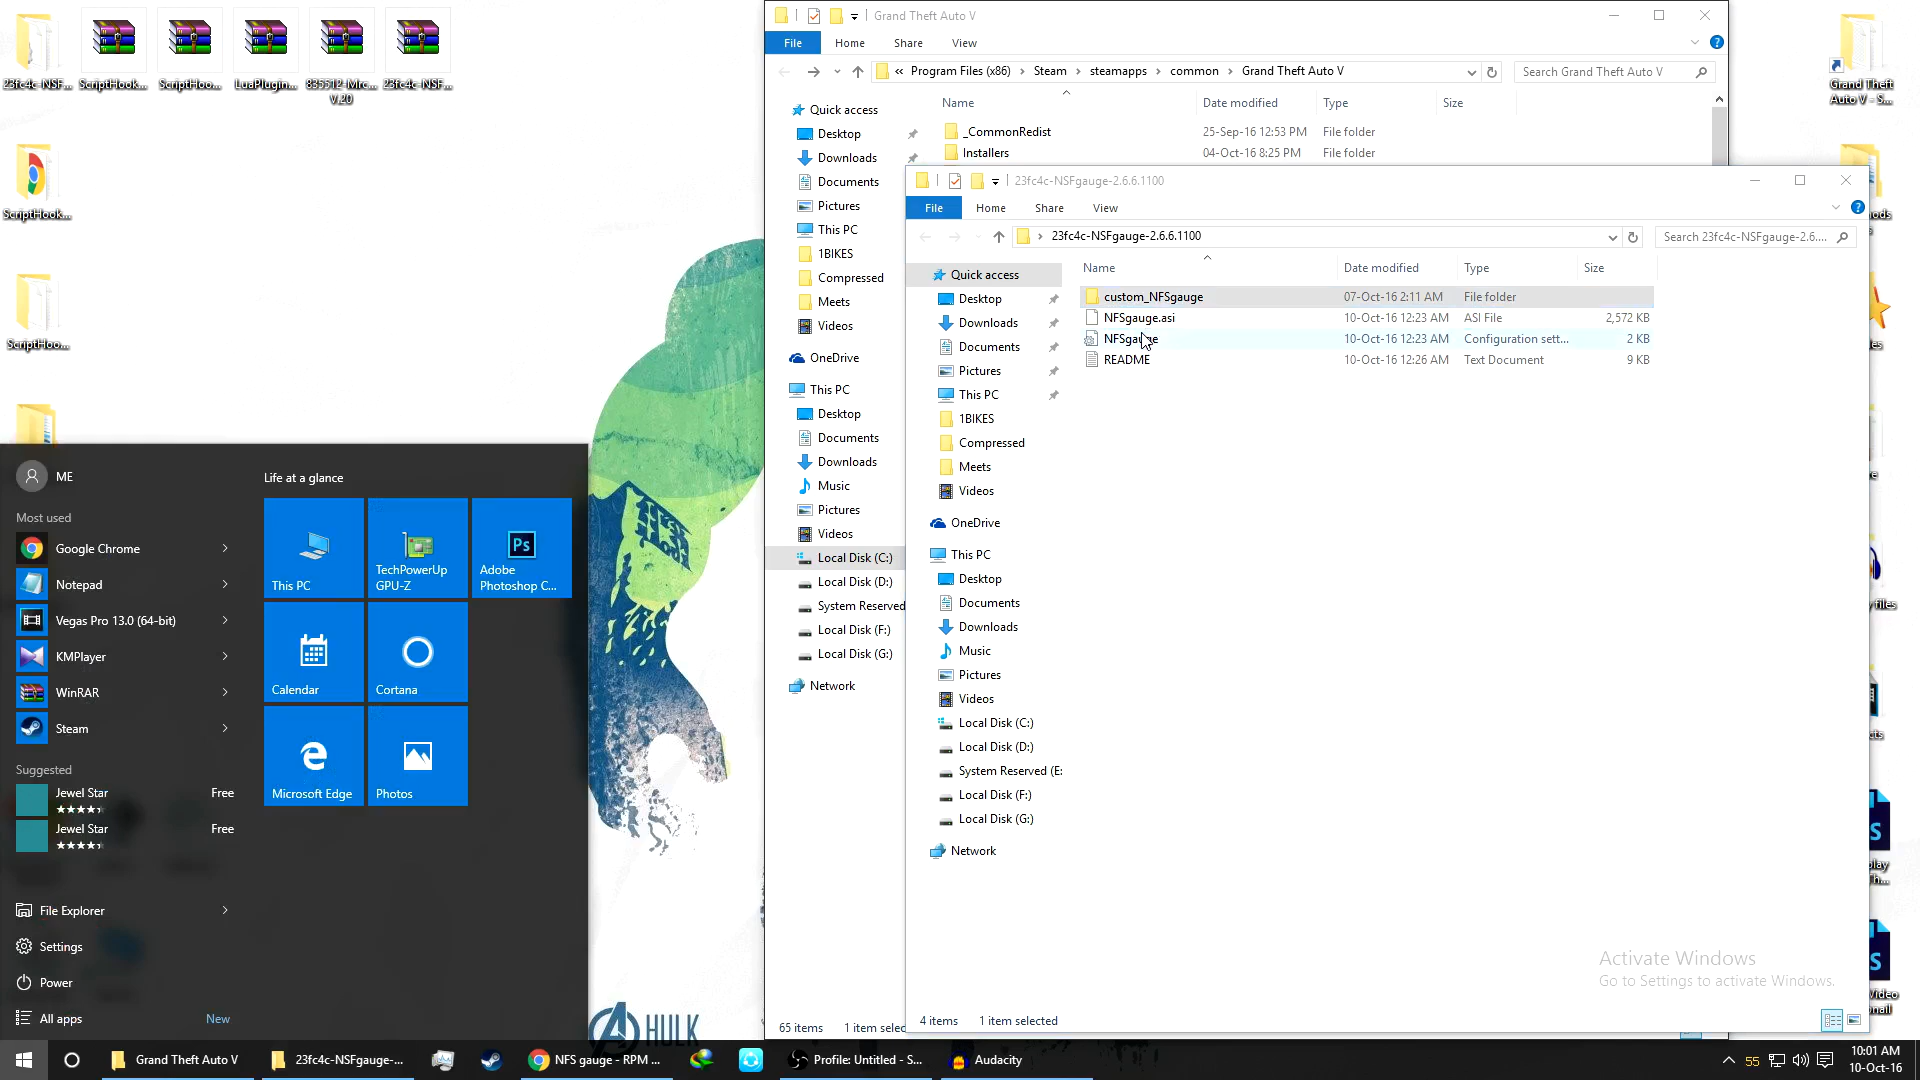 23fc4c-NSF...
ScriptHook...
ScriptHoo...
LuaPlugin...
835512-Mrc...
V.20
23fc4c-NSF...
ScriptHook...
ScriptHoo...
Grand Theft Auto V
File
Home
Share
View
« Program Files (x86) › Steam › steamapps › common › Grand Theft Auto V
Search Grand Theft Auto V
Name
Date modified
Type
Size
_CommonRedist
25-Sep-16 12:53 PM
File folder
Installers
04-Oct-16 8:25 PM
File folder
Quick access
Desktop
Downloads
Documents
Pictures
This PC
1BIKES
Compressed
Meets
Videos
OneDrive
This PC
Desktop
Documents
Downloads
Music
Pictures
Videos
Local Disk (C:)
Local Disk (D:)
System Reserved
Local Disk (F:)
Local Disk (G:)
Network
65 items
1 item selec
23fc4c-NSFgauge-2.6.6.1100
File
Home
Share
View
› 23fc4c-NSFgauge-2.6.6.1100
Search 23fc4c-NSFgauge-2.6....
Name
Date modified
Type
Size
custom_NFSgauge
07-Oct-16 2:11 AM
File folder
NFSgauge.asi
10-Oct-16 12:23 AM
ASI File
2,572 KB
NFSgauge
10-Oct-16 12:23 AM
Configuration sett...
2 KB
README
10-Oct-16 12:26 AM
Text Document
9 KB
Quick access
Desktop
Downloads
Documents
Pictures
This PC
1BIKES
Compressed
Meets
Videos
OneDrive
This PC
Desktop
Documents
Downloads
Music
Pictures
Videos
Local Disk (C:)
Local Disk (D:)
System Reserved (E:
Local Disk (F:)
Local Disk (G:)
Network
4 items
1 item selected
Activate Windows
Go to Settings to activate Windows.
Grand Theft
Auto V - S...
ME
Most used
Google Chrome
Notepad
Vegas Pro 13.0 (64-bit)
KMPlayer
WinRAR
Steam
Suggested
Jewel Star
Free
Jewel Star
Free
File Explorer
Settings
Power
All apps
New
Life at a glance
This PC
TechPowerUp
GPU-Z
Ps
Adobe
Photoshop C...
Calendar
Cortana
Microsoft Edge
Photos
HULK
Grand Theft Auto V
23fc4c-NSFgauge-...
NFS gauge - RPM ...
Profile: Untitled - S...
Audacity
55
10:01 AM
10-Oct-16